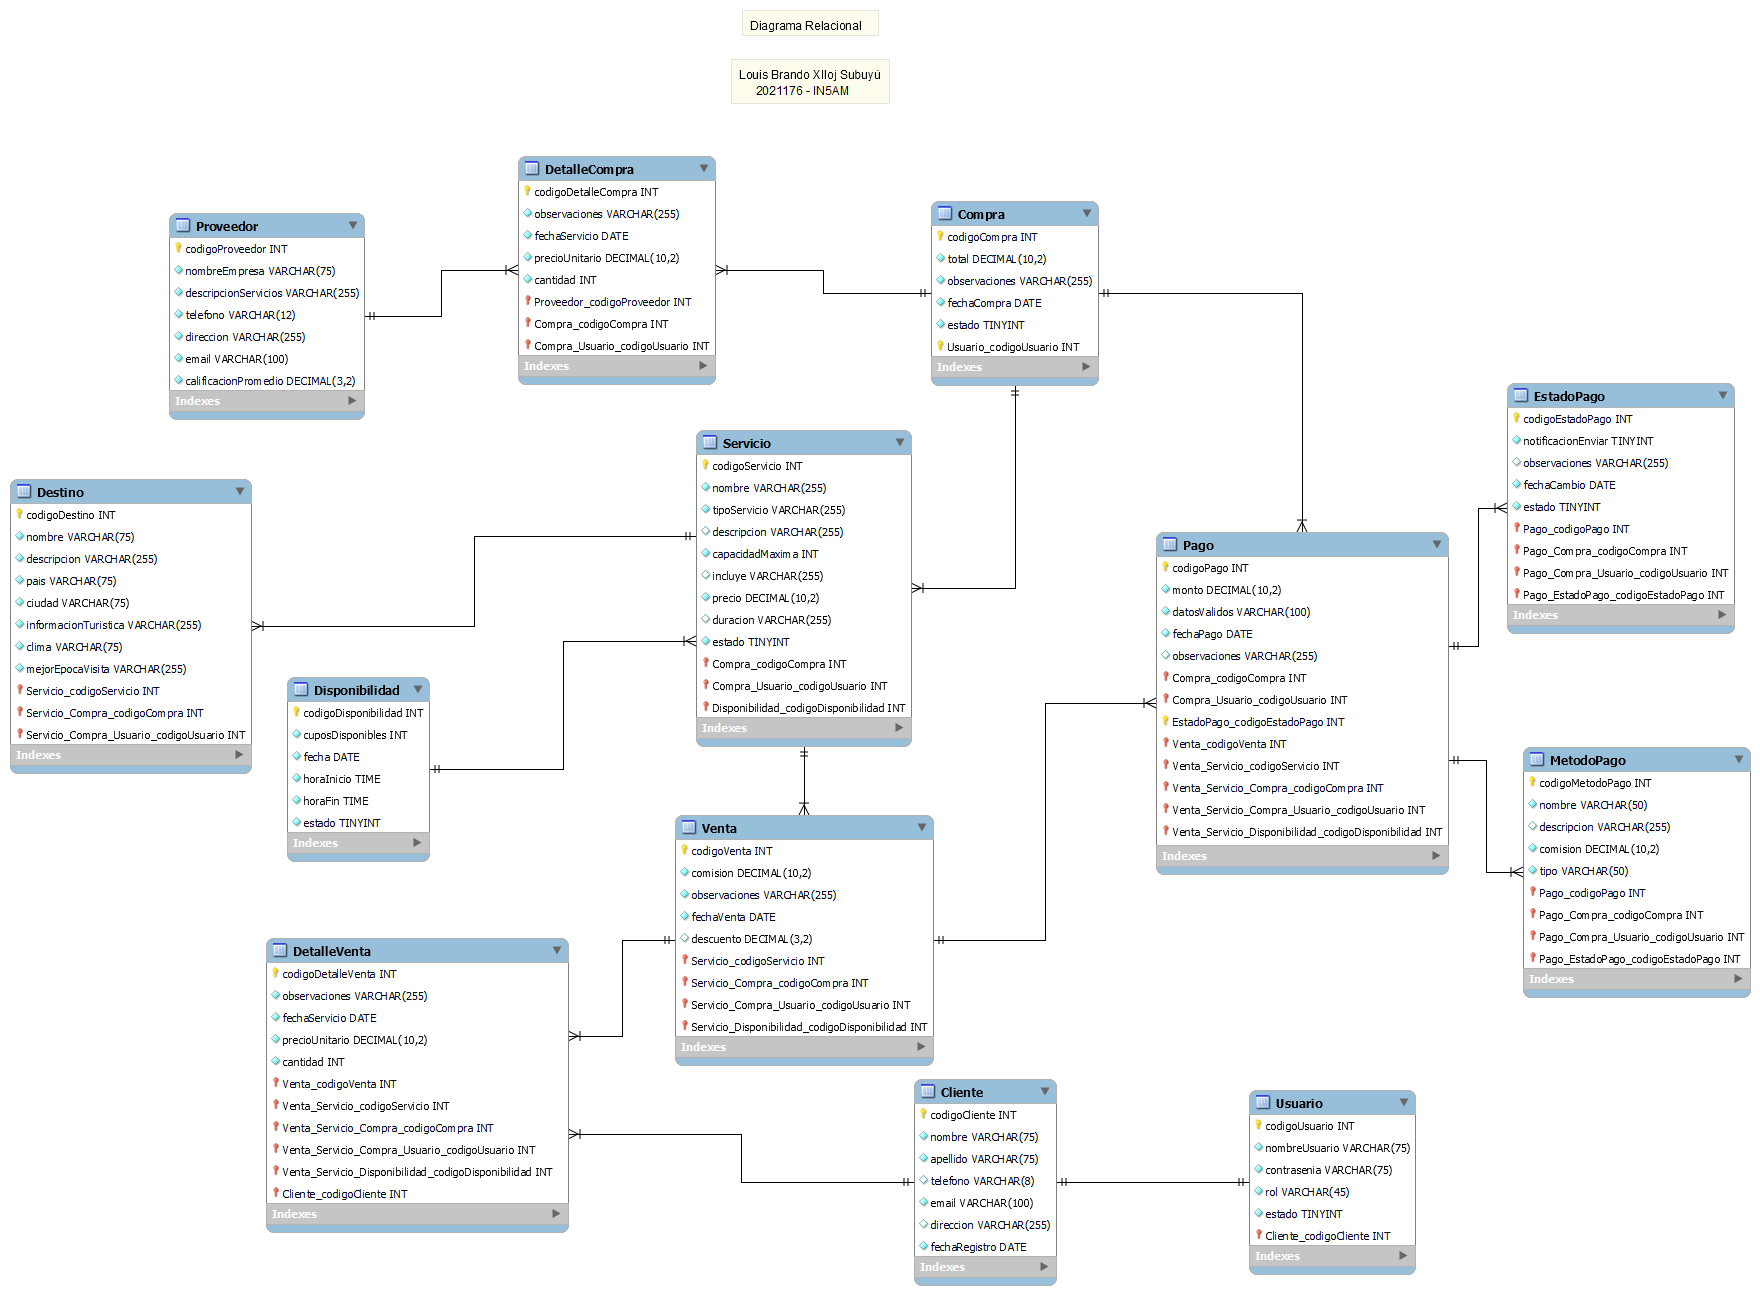 Diagrama Relacional
Louis Brando XIloj Subuyú
2021176 - IN5AM
DetalleCompra
codigoDetalleCompra INT
observaciones VARCHAR(255)
fechaServicio DATE
precioUnitario DECIMAL(10,2)
cantidad INT
Proveedor_codigoProveedor INT
Compra_codigoCompra INT
Compra_Usuario_codigoUsuario INT
Indexes
Compra
codigoCompra INT
total DECIMAL(10,2)
observaciones VARCHAR(255)
fechaCompra DATE
estado TINYINT
Usuario_codigoUsuario INT
Indexes
Proveedor
codigoProveedor INT
nombreEmpresa VARCHAR(75)
descripcionServicios VARCHAR(255)
telefono VARCHAR(12)
direccion VARCHAR(255)
email VARCHAR(100)
calificacionPromedio DECIMAL(3,2)
Indexes
EstadoPago
codigoEstadoPago INT
notificacionEnviar TINYINT
observaciones VARCHAR(255)
fechaCambio DATE
estado TINYINT
Pago_codigoPago INT
Pago_Compra_codigoCompra INT
Pago_Compra_Usuario_codigoUsuario INT
Pago_EstadoPago_codigoEstadoPago INT
Indexes
Servicio
codigoServicio INT
nombre VARCHAR(255)
tipoServicio VARCHAR(255)
descripcion VARCHAR(255)
capacidadMaxima INT
incluye VARCHAR(255)
precio DECIMAL(10,2)
duracion VARCHAR(255)
estado TINYINT
Compra_codigoCompra INT
Compra_Usuario_codigoUsuario INT
Disponibilidad_codigoDisponibilidad INT
Indexes
Destino
codigoDestino INT
nombre VARCHAR(75)
descripcion VARCHAR(255)
pais VARCHAR(75)
ciudad VARCHAR(75)
informacionTuristica VARCHAR(255)
clima VARCHAR(75)
mejorEpocaVisita VARCHAR(255)
Servicio_codigoServicio INT
Servicio_Compra_codigoCompra INT
Servicio_Compra_Usuario_codigoUsuario INT
Indexes
Pago
codigoPago INT
monto DECIMAL(10,2)
datosValidos VARCHAR(100)
fechaPago DATE
observaciones VARCHAR(255)
Compra_codigoCompra INT
Compra_Usuario_codigoUsuario INT
EstadoPago_codigoEstadoPago INT
Venta_codigoVenta INT
Venta_Servicio_codigoServicio INT
Venta_Servicio_Compra_codigoCompra INT
Venta_Servicio_Compra_Usuario_codigoUsuario INT
Venta_Servicio_Disponibilidad_codigoDisponibilidad INT
Indexes
Disponibilidad
codigoDisponibilidad INT
cuposDisponibles INT
fecha DATE
horaInicio TIME
horaFin TIME
estado TINYINT
Indexes
MetodoPago
codigoMetodoPago INT
nombre VARCHAR(50)
descripcion VARCHAR(255)
comision DECIMAL(10,2)
tipo VARCHAR(50)
Pago_codigoPago INT
Pago_Compra_codigoCompra INT
Pago_Compra_Usuario_codigoUsuario INT
Pago_EstadoPago_codigoEstadoPago INT
Indexes
Venta
codigoVenta INT
comision DECIMAL(10,2)
observaciones VARCHAR(255)
fechaVenta DATE
descuento DECIMAL(3,2)
Servicio_codigoServicio INT
Servicio_Compra_codigoCompra INT
Servicio_Compra_Usuario_codigoUsuario INT
Servicio_Disponibilidad_codigoDisponibilidad INT
Indexes
DetalleVenta
codigoDetalleVenta INT
observaciones VARCHAR(255)
fechaServicio DATE
precioUnitario DECIMAL(10,2)
cantidad INT
Venta_codigoVenta INT
Venta_Servicio_codigoServicio INT
Venta_Servicio_Compra_codigoCompra INT
Venta_Servicio_Compra_Usuario_codigoUsuario INT
Venta_Servicio_Disponibilidad_codigoDisponibilidad INT
Cliente_codigoCliente INT
Indexes
Cliente
codigoCliente INT
nombre VARCHAR(75)
apellido VARCHAR(75)
telefono VARCHAR(8)
email VARCHAR(100)
direccion VARCHAR(255)
fechaRegistro DATE
Indexes
Usuario
codigoUsuario INT
nombreUsuario VARCHAR(75)
contrasenia VARCHAR(75)
rol VARCHAR(45)
estado TINYINT
Cliente_codigoCliente INT
Indexes